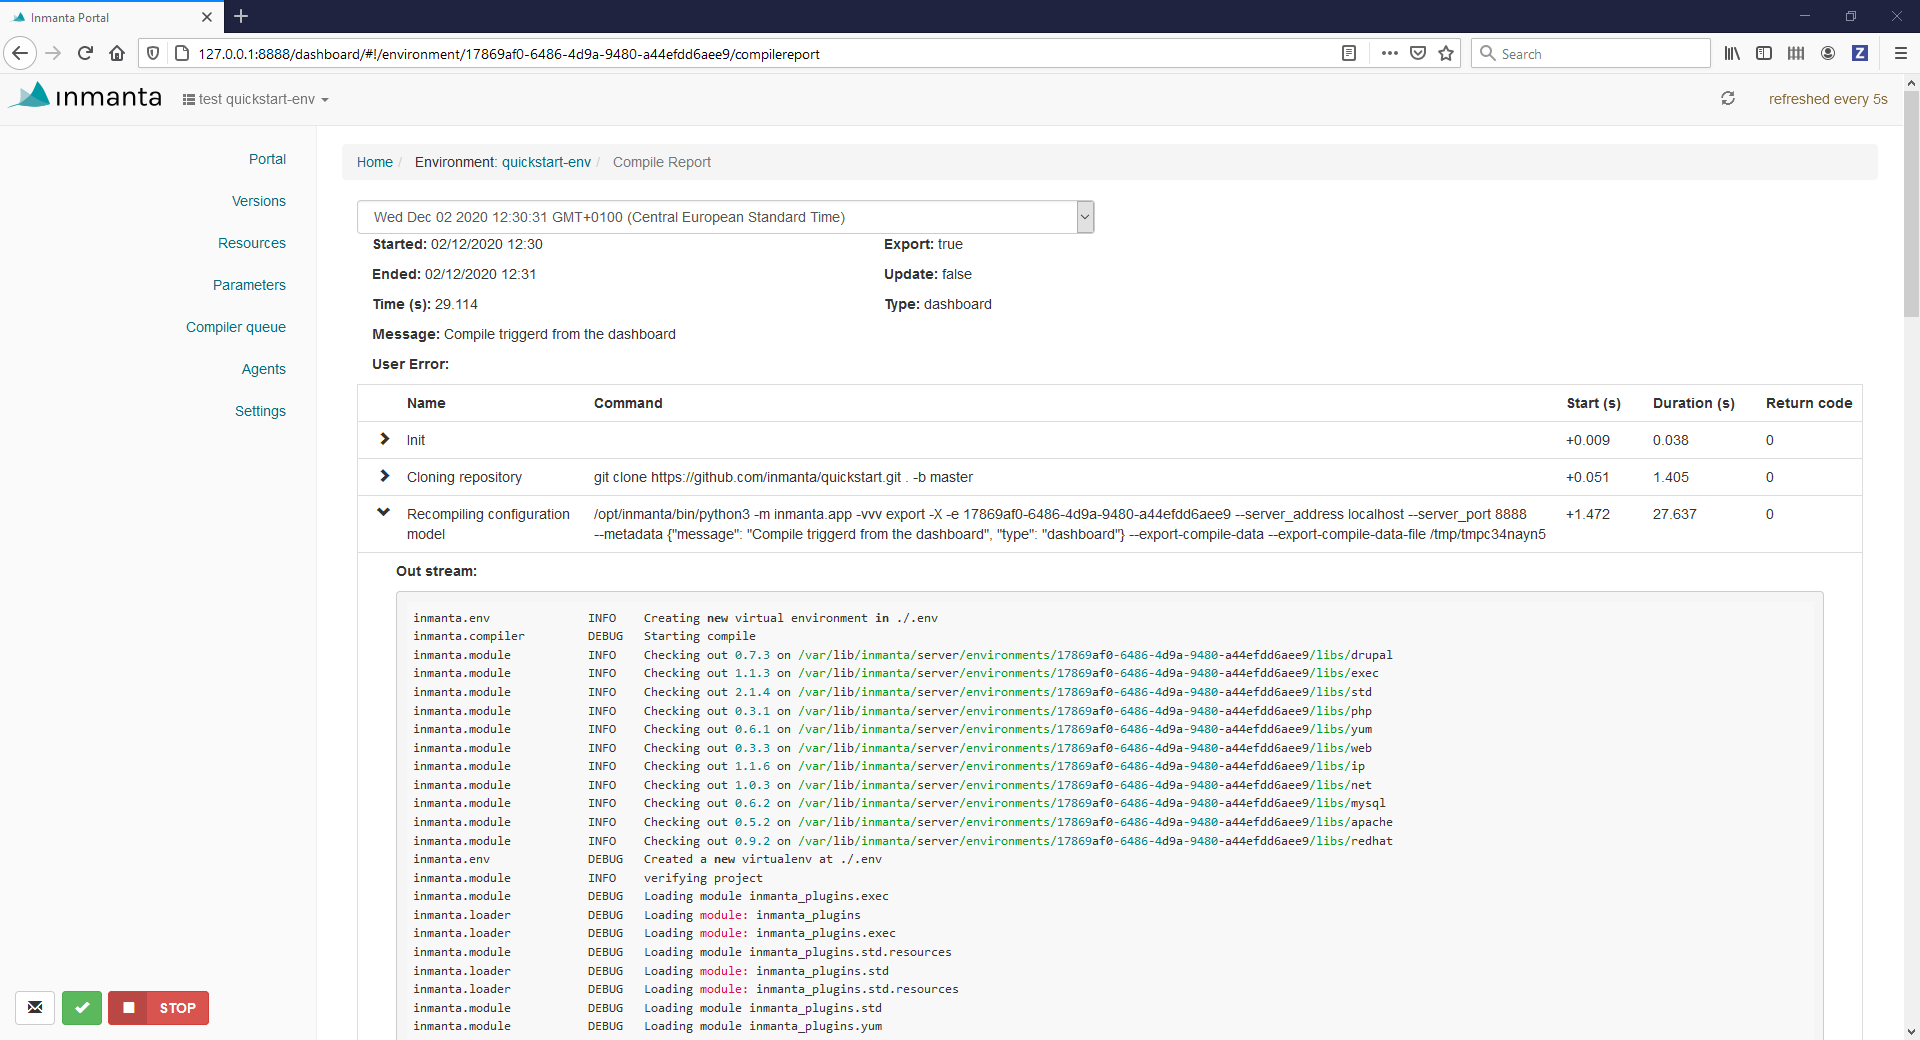 Inmanta Portal
127.0.0.1:8888/dashboard/#!/environment/17869af0-6486-4d9a-9480-a44efdd6aee9/compilereport
Search
inmanta
test quickstart-env
refreshed every 5s
Portal
Versions
Resources
Parameters
Compiler queue
Agents
Settings
Home / Environment: quickstart-env / Compile Report
Wed Dec 02 2020 12:30:31 GMT+0100 (Central European Standard Time)
Started: 02/12/2020 12:30 Export: true
Ended: 02/12/2020 12:31 Update: false
Time (s): 29.114 Type: dashboard
Message: Compile triggerd from the dashboard
User Error:
Name Command Start (s) Duration (s) Return code
Init +0.009 0.038 0
Cloning repository git clone https://github.com/inmanta/quickstart.git . -b master +0.051 1.405 0
Recompiling configuration /opt/inmanta/bin/python3 -m inmanta.app -vvv export -X -e 17869af0-6486-4d9a-9480-a44efdd6aee9 --server_address localhost --server_port 8888 +1.472 27.637 0
model --metadata {"message": "Compile triggerd from the dashboard", "type": "dashboard"} --export-compile-data --export-compile-data-file /tmp/tmpc34nayn5
Out stream:
inmanta.env INFO Creating new virtual environment in ./.env
inmanta.compiler DEBUG Starting compile
inmanta.module INFO Checking out 0.7.3 on /var/lib/inmanta/server/environments/17869af0-6486-4d9a-9480-a44efdd6aee9/libs/drupal
inmanta.module INFO Checking out 1.1.3 on /var/lib/inmanta/server/environments/17869af0-6486-4d9a-9480-a44efdd6aee9/libs/exec
inmanta.module INFO Checking out 2.1.4 on /var/lib/inmanta/server/environments/17869af0-6486-4d9a-9480-a44efdd6aee9/libs/std
inmanta.module INFO Checking out 0.3.1 on /var/lib/inmanta/server/environments/17869af0-6486-4d9a-9480-a44efdd6aee9/libs/php
inmanta.module INFO Checking out 0.6.1 on /var/lib/inmanta/server/environments/17869af0-6486-4d9a-9480-a44efdd6aee9/libs/yum
inmanta.module INFO Checking out 0.3.3 on /var/lib/inmanta/server/environments/17869af0-6486-4d9a-9480-a44efdd6aee9/libs/web
inmanta.module INFO Checking out 1.1.6 on /var/lib/inmanta/server/environments/17869af0-6486-4d9a-9480-a44efdd6aee9/libs/ip
inmanta.module INFO Checking out 1.0.3 on /var/lib/inmanta/server/environments/17869af0-6486-4d9a-9480-a44efdd6aee9/libs/net
inmanta.module INFO Checking out 0.6.2 on /var/lib/inmanta/server/environments/17869af0-6486-4d9a-9480-a44efdd6aee9/libs/mysql
inmanta.module INFO Checking out 0.5.2 on /var/lib/inmanta/server/environments/17869af0-6486-4d9a-9480-a44efdd6aee9/libs/apache
inmanta.module INFO Checking out 0.9.2 on /var/lib/inmanta/server/environments/17869af0-6486-4d9a-9480-a44efdd6aee9/libs/redhat
inmanta.env DEBUG Created a new virtualenv at ./.env
inmanta.module INFO verifying project
inmanta.module DEBUG Loading module inmanta_plugins.exec
inmanta.loader DEBUG Loading module: inmanta_plugins
inmanta.loader DEBUG Loading module: inmanta_plugins.exec
inmanta.module DEBUG Loading module inmanta_plugins.std.resources
inmanta.loader DEBUG Loading module: inmanta_plugins.std
inmanta.loader DEBUG Loading module: inmanta_plugins.std.resources
inmanta.module DEBUG Loading module inmanta_plugins.std
inmanta.module DEBUG Loading module inmanta_plugins.yum
STOP